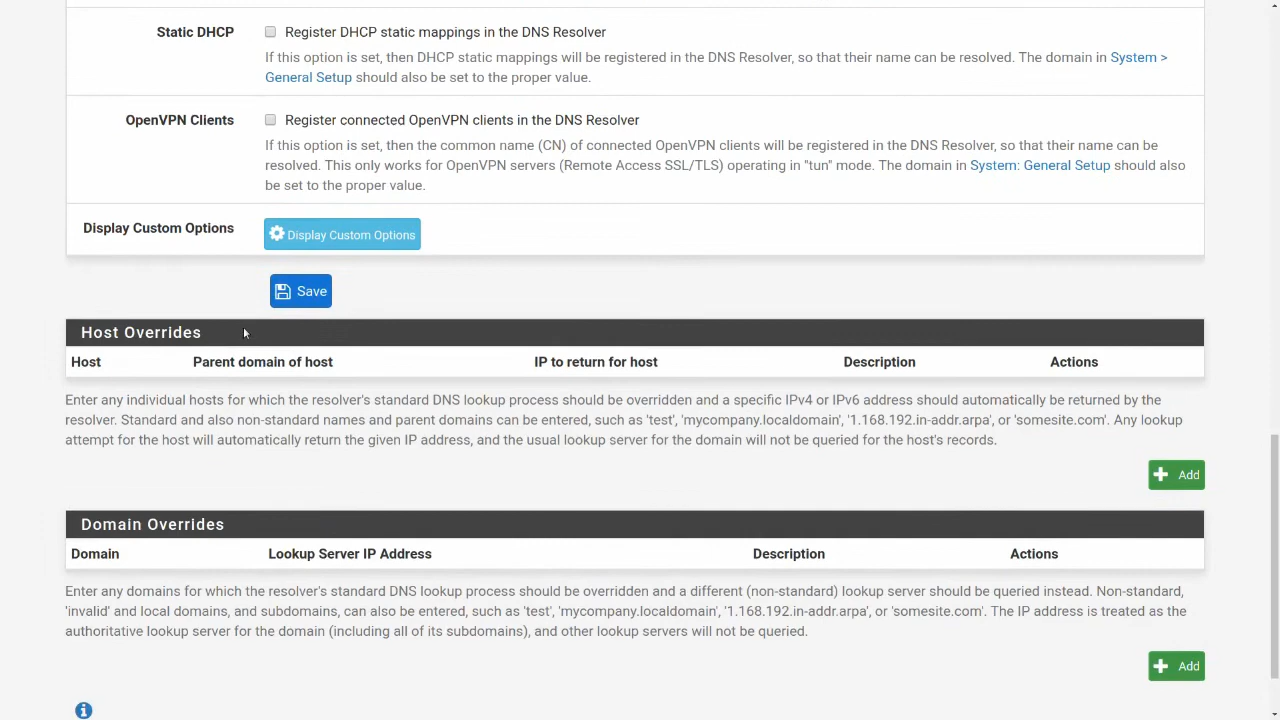 Static DHCP
Register DHCP static mappings in the DNS Resolver
If this option is set, then DHCP static mappings will be registered in the DNS Resolver, so that their name can be resolved. The domain in System >
General Setup should also be set to the proper value.
OpenVPN Clients
Register connected OpenVPN clients in the DNS Resolver
If this option is set, then the common name (CN) of connected OpenVPN clients will be registered in the DNS Resolver, so that their name can be
resolved. This only works for OpenVPN servers (Remote Access SSL/TLS) operating in "tun" mode. The domain in System: General Setup should also
be set to the proper value.
Display Custom Options
Display Custom Options
Save
Host Overrides
Host Parent domain of host IP to return for host Description Actions
Enter any individual hosts for which the resolver's standard DNS lookup process should be overridden and a specific IPv4 or IPv6 address should automatically be returned by the
resolver. Standard and also non-standard names and parent domains can be entered, such as 'test', 'mycompany.localdomain', '1.168.192.in-addr.arpa', or 'somesite.com'. Any lookup
attempt for the host will automatically return the given IP address, and the usual lookup server for the domain will not be queried for the host's records.
Add
Domain Overrides
Domain Lookup Server IP Address Description Actions
Enter any domains for which the resolver's standard DNS lookup process should be overridden and a different (non-standard) lookup server should be queried instead. Non-standard,
'invalid' and local domains, and subdomains, can also be entered, such as 'test', 'mycompany.localdomain', '1.168.192.in-addr.arpa', or 'somesite.com'. The IP address is treated as the
authoritative lookup server for the domain (including all of its subdomains), and other lookup servers will not be queried.
Add